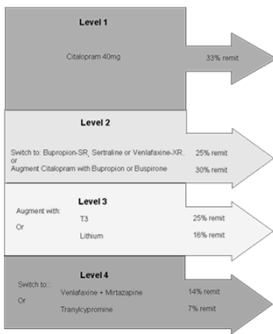 Level 1
Citalopram 40mg 33% remit
Level 2
Switch to: Bupropion-SR, Sertraline or Venlafaxine-XR. 25% remit
or
Augment Citalopram with Bupropion or Buspirone 30% remit
Level 3
Augment with:
T3 25% remit
Or
Lithium 16% remit
Level 4
Switch to:
Venlafaxine + Mirtazapine 14% remit
Or
Tranylcypromine 7% remit